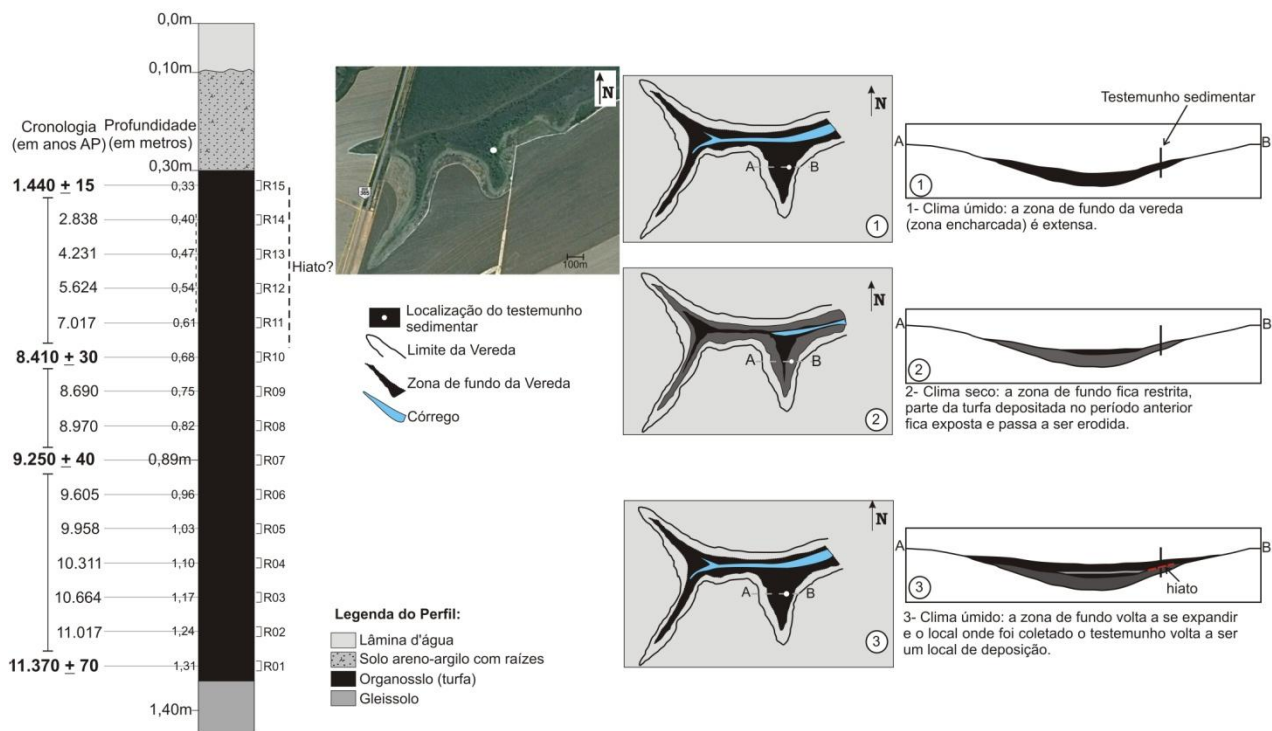 0,0m
0,10m
Cronologia
(em anos AP)
Profundidade
(em metros)
0,30m
1.440 ± 15
0,33
R15
2.838
0,40
R14
4.231
0,47
R13
Hiato?
5.624
0,54
R12
7.017
0,61
R11
8.410 ± 30
0,68
R10
8.690
0,75
R09
8.970
0,82
R08
9.250 ± 40
0,89m
R07
9.605
0,96
R06
9.958
1,03
R05
10.311
1,10
R04
10.664
1,17
R03
11.017
1,24
R02
11.370 ± 70
1,31
R01
1,40m
N
100m
Localização do testemunho
sedimentar
Limite da Vereda
Zona de fundo da Vereda
Córrego
Legenda do Perfil:
Lâmina d'água
Solo areno-argilo com raízes
Organosslo (turfa)
Gleissolo
N
A
B
1
Testemunho sedimentar
A
B
1
1- Clima úmido: a zona de fundo da vereda
(zona encharcada) é extensa.
N
A
B
2
A
B
2
2- Clima seco: a zona de fundo fica restrita,
parte da turfa depositada no período anterior
fica exposta e passa a ser erodida.
N
A
B
3
A
B
hiato
3
3- Clima úmido: a zona de fundo volta a se expandir
e o local onde foi coletado o testemunho volta a ser
um local de deposição.